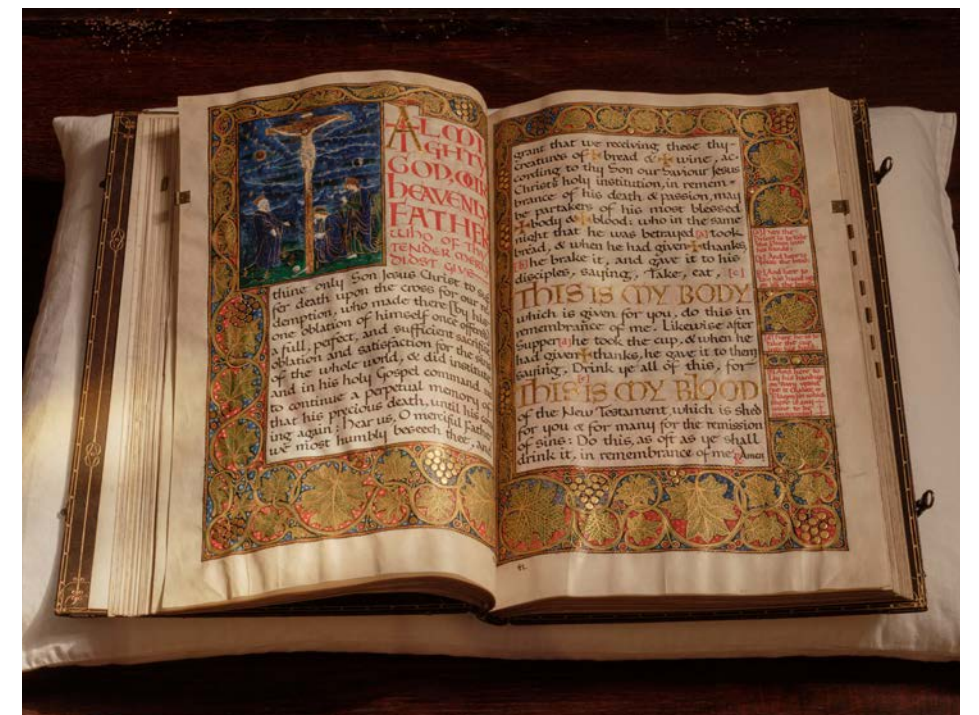 ALMI
GHTY
GOD, OUR
HEAVENLY
FATHER
who of thy
TENDER MERCY
DIDST GIVE
thine only Son Jesus Christ to suf
fer death upon the cross for our re
demption, who made there [by his
one oblation of himself once offered]
a full, perfect, and sufficient sacrifice
oblation and satisfaction for the sins
of the whole world, & did institute
and in his holy Gospel command us
to continue a perpetual memory of
that his precious death, until his com
ing again: Hear us, O merciful Father
we most humbly beseech thee, and
grant that we receiving these thy
creatures of bread & wine, ac-
cording to thy Son our Saviour Jesus
Christ's holy institution, in remem-
brance of his death & passion, may
be partakers of his most blessed
body & blood: who in the same
night that he was betrayed, [a] took
bread, & when he had given thanks,
[b] he brake it, and gave it to his
disciples, saying, Take, eat, [c]
THIS IS MY BODY
which is given for you, do this in
remembrance of me. Likewise after
Supper [d] he took the cup, & when he
had given thanks, he gave it to them
saying, Drink ye all of this, for
THIS IS [e] MY BLOOD
of the New Testament, which is shed
for you & for many for the remission
of sins: Do this, as oft as ye shall
drink it, in remembrance of me. Amen